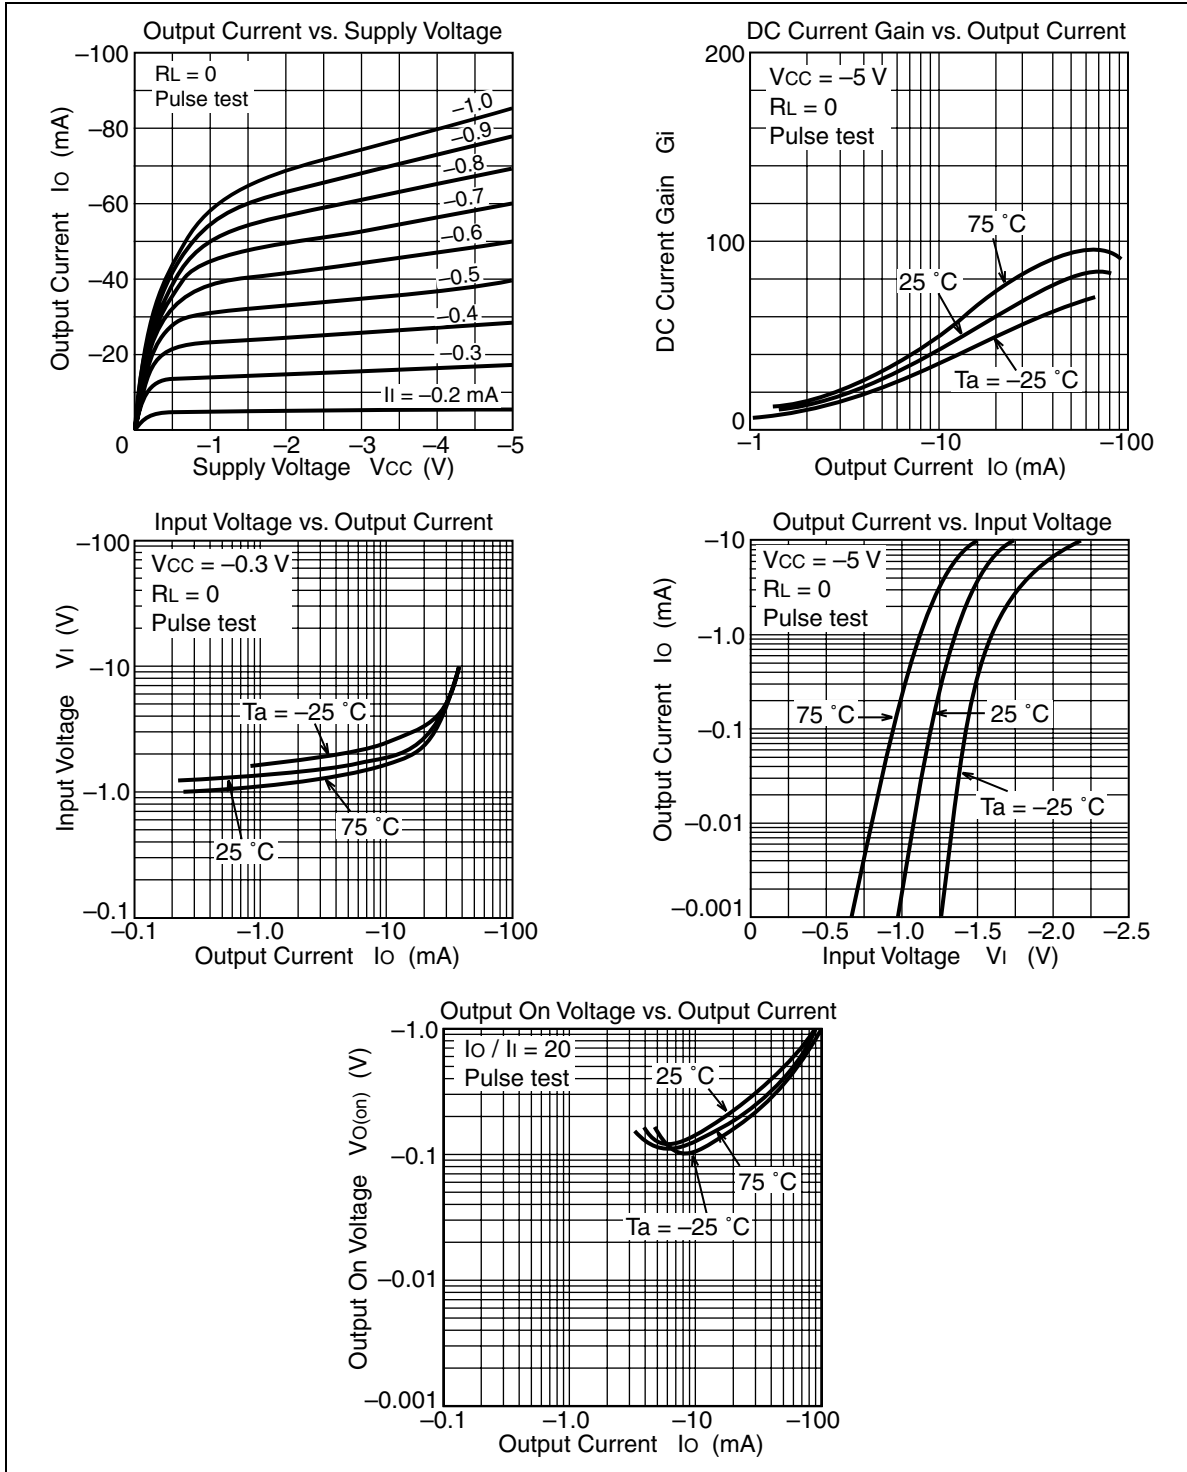 Output Current vs. Supply Voltage
–100
–80
–60
–40
–20
0
–1
–2
–3
–4
–5
Output Current IO (mA)
Supply Voltage VCC (V)
RL = 0
Pulse test
–1.0
–0.9
–0.8
–0.7
–0.6
–0.5
–0.4
–0.3
II = –0.2 mA
DC Current Gain vs. Output Current
200
100
0
–1
–10
–100
DC Current Gain Gi
Output Current IO (mA)
VCC = –5 V
RL = 0
Pulse test
75 ˚C
25 ˚C
Ta = –25 ˚C
Input Voltage vs. Output Current
–100
–10
–1.0
–0.1
–0.1
–1.0
–10
–100
Input Voltage VI (V)
Output Current IO (mA)
VCC = –0.3 V
RL = 0
Pulse test
Ta = –25 ˚C
75 ˚C
25 ˚C
Output Current vs. Input Voltage
–10
–1.0
–0.1
–0.01
–0.001
0
–0.5
–1.0
–1.5
–2.0
–2.5
Output Current IO (mA)
Input Voltage VI (V)
VCC = –5 V
RL = 0
Pulse test
75 ˚C
25 ˚C
Ta = –25 ˚C
Output On Voltage vs. Output Current
–1.0
–0.1
–0.01
–0.001
–0.1
–1.0
–10
–100
Output On Voltage VO(on) (V)
Output Current IO (mA)
IO / II = 20
Pulse test
25 ˚C
75 ˚C
Ta = –25 ˚C